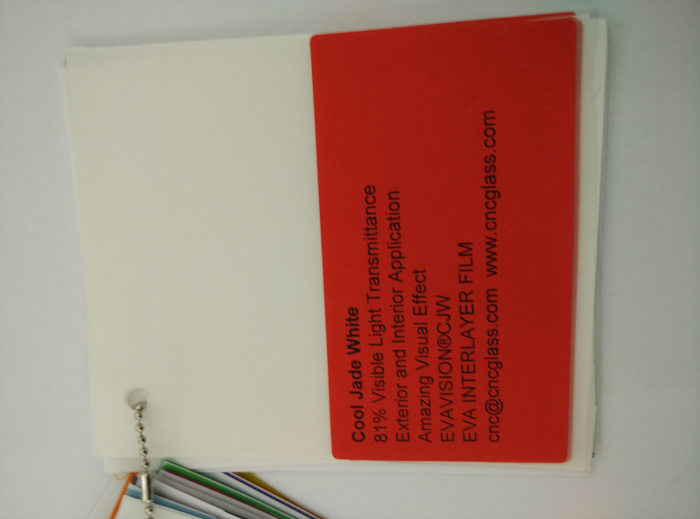 Cool Jade White
81% Visible Light Transmittance
Exterior and Interior Application
Amazing Visual Effect
EVAVISION®CJW
EVA INTERLAYER FILM
cnc@cncglass.com www.cncglass.com